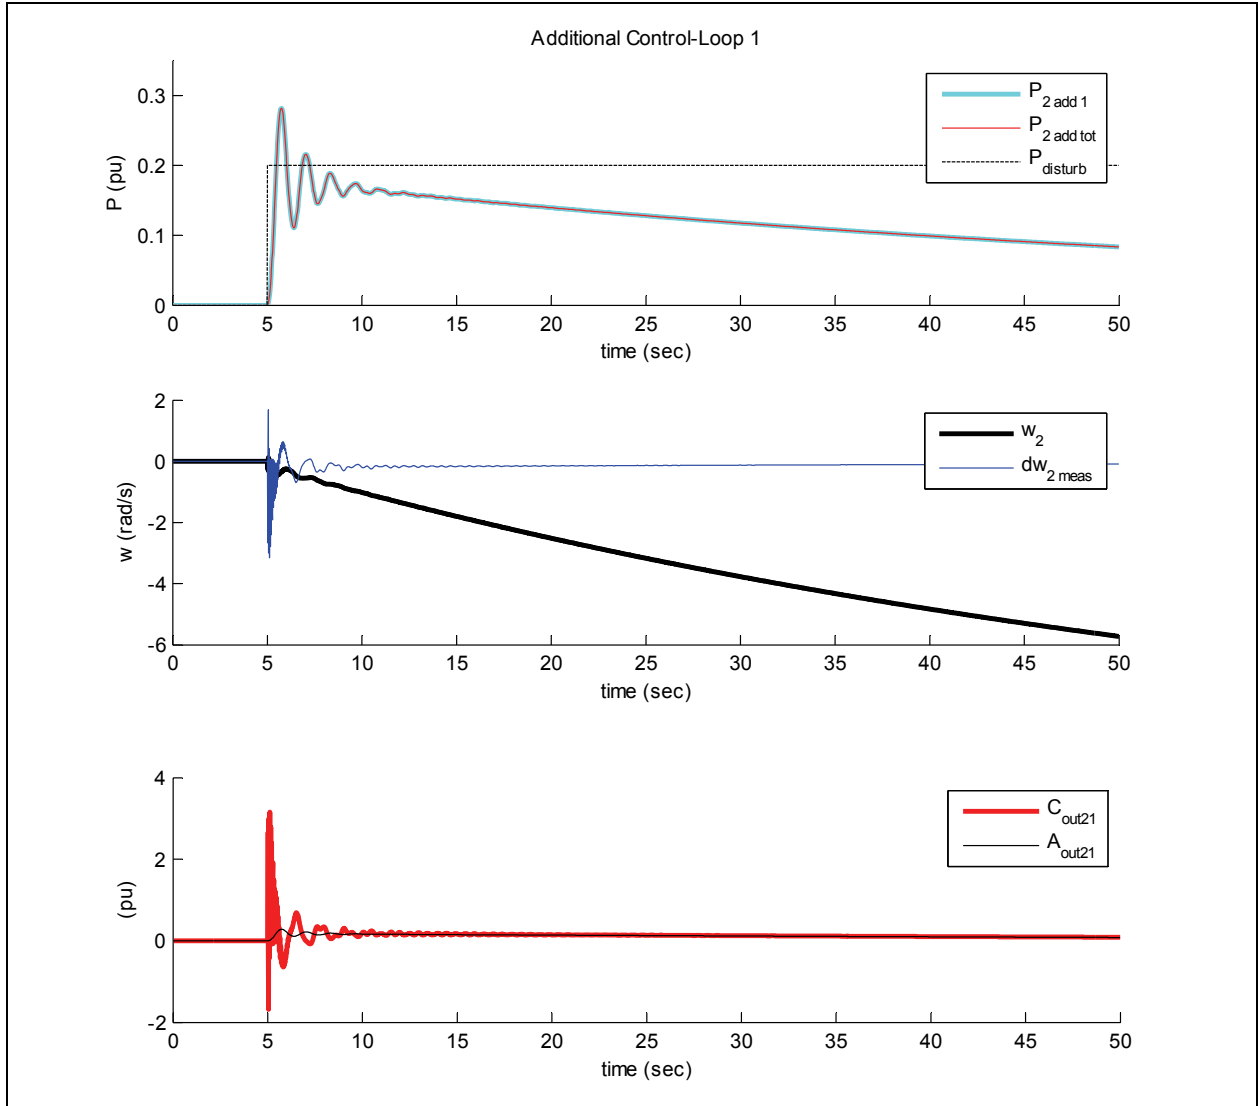 Additional Control-Loop 1
P (pu)
0.3
0.2
0.1
0
P2 add 1
P2 add tot
Pdisturb
0 5 10 15 20 25 30 35 40 45 50
time (sec)
w (rad/s)
2
0
-2
-4
-6
w2
dw2 meas
0 5 10 15 20 25 30 35 40 45 50
time (sec)
(pu)
4
2
0
-2
Cout21
Aout21
0 5 10 15 20 25 30 35 40 45 50
time (sec)